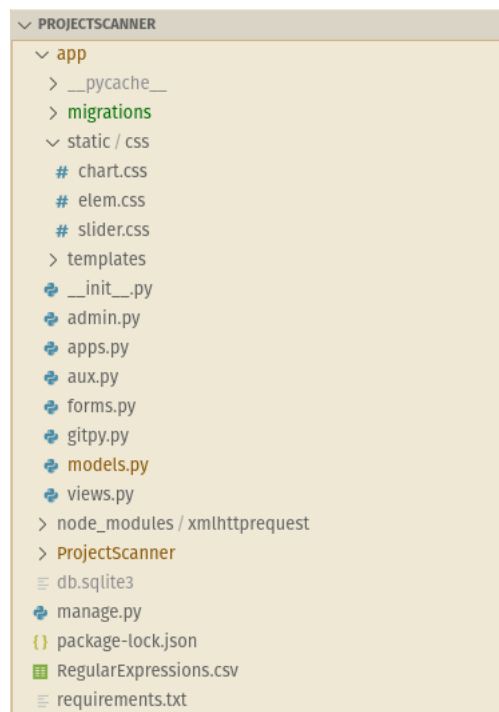 PROJECTSCANNER
app
__pycache__
migrations
static / css
# chart.css
# elem.css
# slider.css
templates
__init__.py
admin.py
apps.py
aux.py
forms.py
gitpy.py
models.py
views.py
node_modules / xmlhttprequest
ProjectScanner
db.sqlite3
manage.py
{} package-lock.json
RegularExpressions.csv
requirements.txt